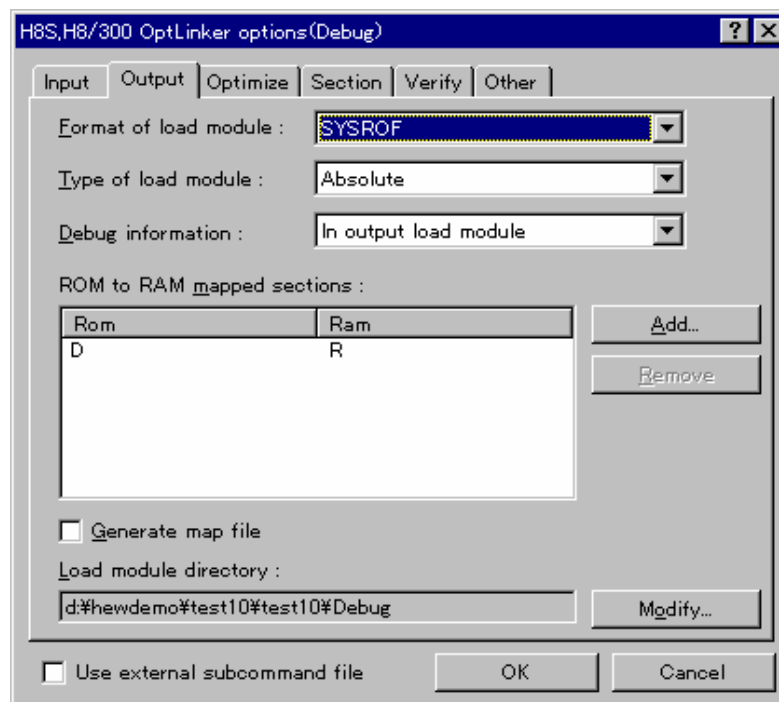 H8S,H8/300 OptLinker options(Debug)
Input Output Optimize Section Verify Other
Format of load module : SYSROF
Type of load module : Absolute
Debug information : In output load module
ROM to RAM mapped sections :
Rom Ram Add...
D R
Remove
Generate map file
Load module directory :
d:¥hewdemo¥test10¥test10¥Debug Modify...
Use external subcommand file OK Cancel